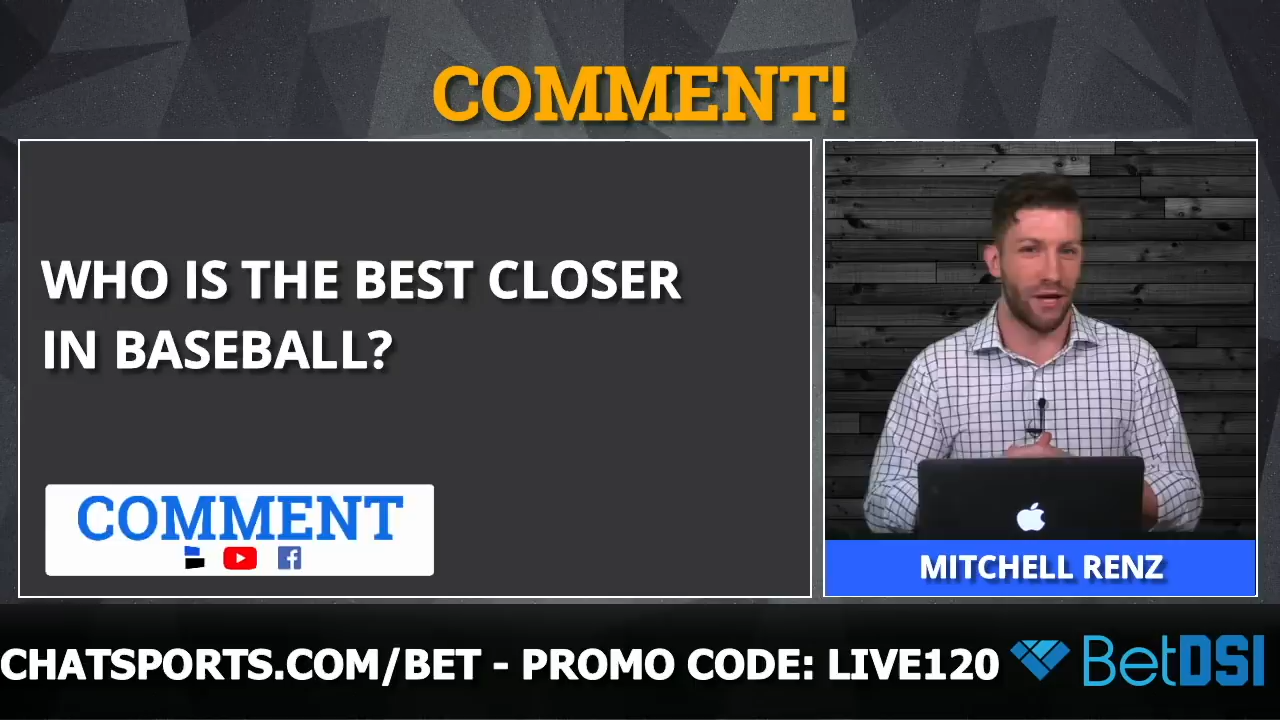 COMMENT!
WHO IS THE BEST CLOSER
IN BASEBALL?
COMMENT
MITCHELL RENZ
CHATSPORTS.COM/BET - PROMO CODE: LIVE120
BetDSI